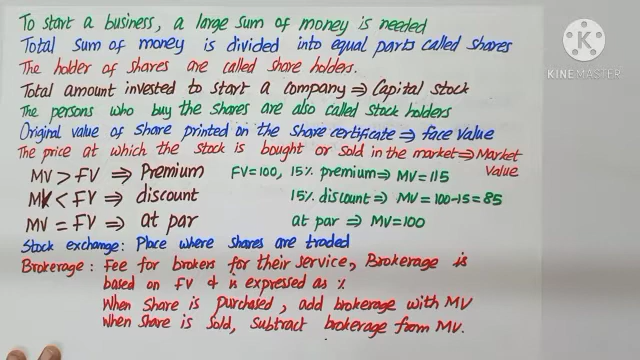 To start a business, a large sum of money is needed
Total sum of money is divided into equal parts called shares
The holder of shares are called share holders.
Total amount invested to start a company ⇒ Capital stock
The persons who buy the shares are also called stock holders
Original value of share printed on the share certificate ⇒ face value
The price at which the stock is bought or sold in the market ⇒ Market value
MV > FV ⇒ Premium FV=100, 15% premium ⇒ MV=115
MV < FV ⇒ discount 15% discount ⇒ MV = 100-15=85
MV = FV ⇒ at par at par ⇒ MV=100
Stock exchange: Place where shares are traded
Brokerage: Fee for brokers for their service, Brokerage is
based on FV & is expressed as %
When share is purchased, add brokerage with MV
When share is sold, subtract brokerage from MV.
K
KINEMASTER